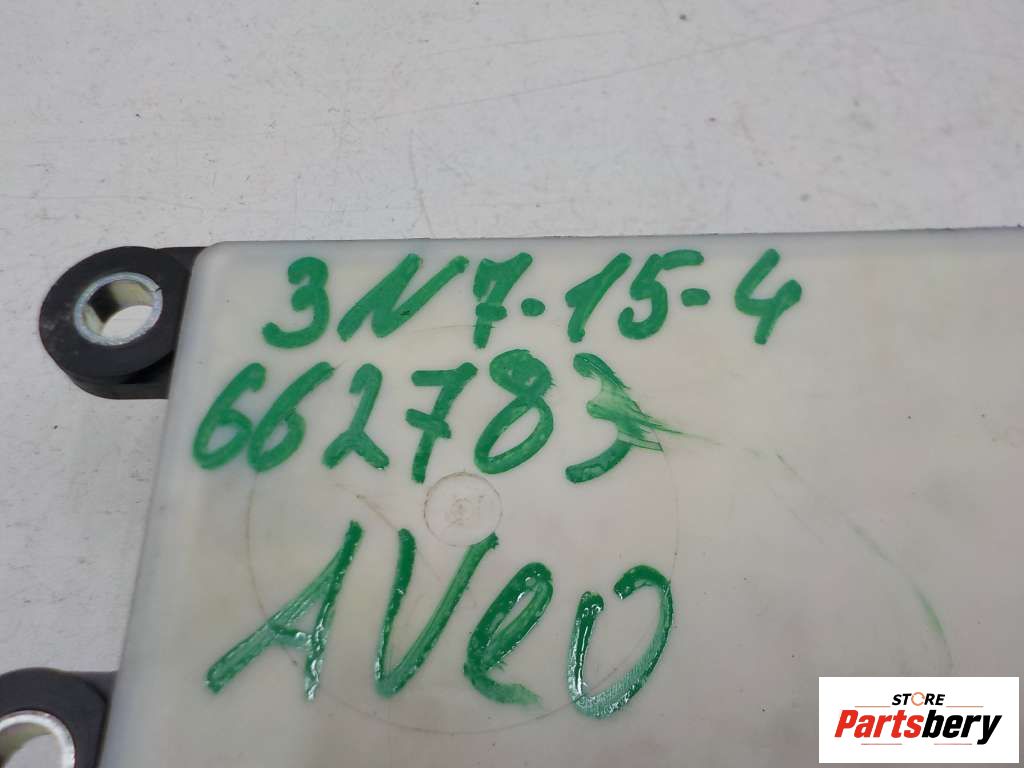 3N7-15-4
662783
AVeO
STORE
Partsbery